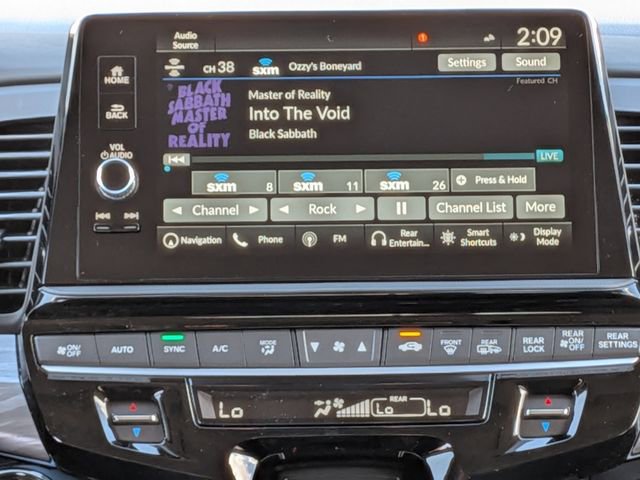 Audio Source
1
2:09
CH 38 sxm Ozzy's Boneyard
Settings
Sound
Featured CH
BLACK
SABBATH
MASTER
OF
REALITY
Master of Reality
Into The Void
Black Sabbath
LIVE
HOME
BACK
VOL
AUDIO
sxm 8
sxm 11
sxm 26
Press & Hold
Channel
Rock
Channel List
More
Navigation
Phone
FM
Rear Entertain...
Smart Shortcuts
Display Mode
ON/OFF
AUTO
SYNC
A/C
MODE
FRONT
REAR
REAR LOCK
REAR ON/OFF
REAR SETTINGS
Lo
REAR
Lo
Lo